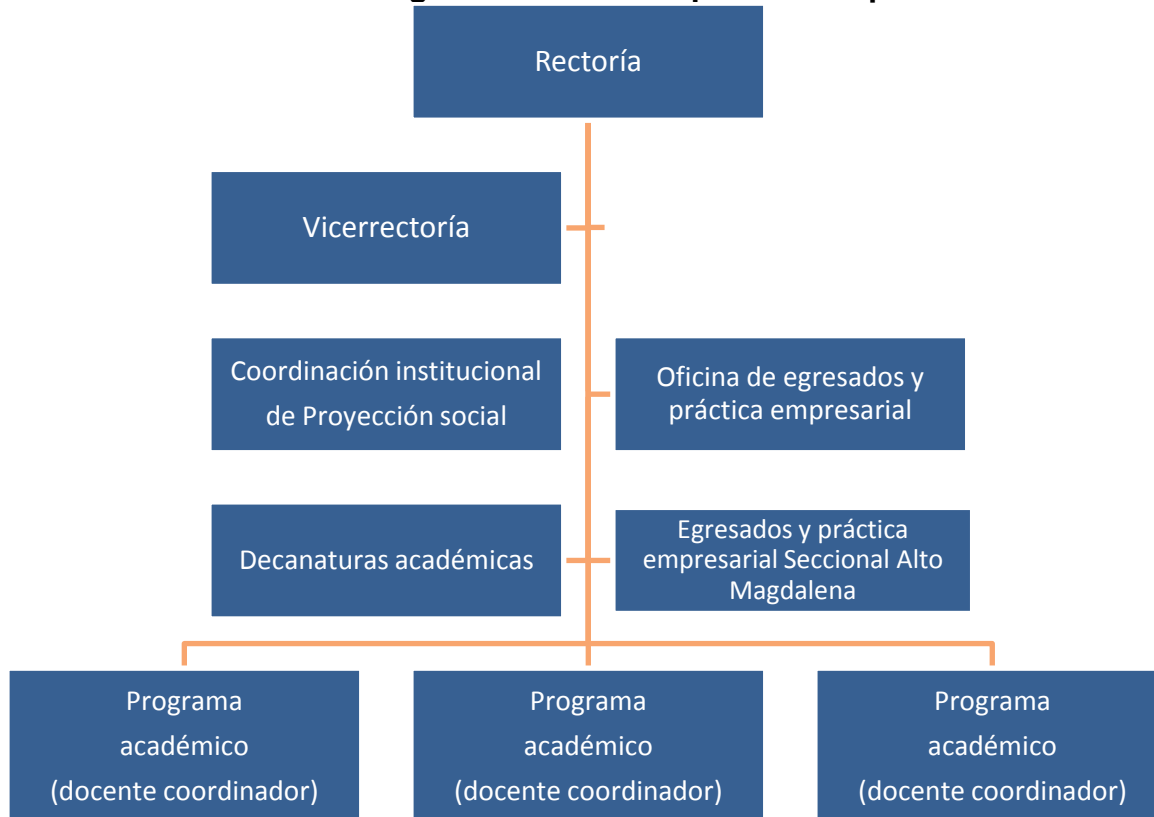 Rectoría
Vicerrectoría
Coordinación institucional
de Proyección social
Oficina de egresados y
práctica empresarial
Decanaturas académicas
Egresados y práctica
empresarial Seccional Alto
Magdalena
Programa
académico
(docente coordinador)
Programa
académico
(docente coordinador)
Programa
académico
(docente coordinador)